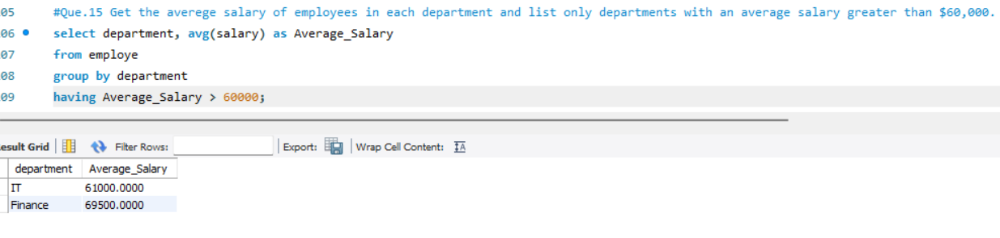 05 #Que.15 Get the averege salary of employees in each department and list only departments with an average salary greater than $60,000.
06 select department, avg(salary) as Average_Salary
07 from employe
08 group by department
09 having Average_Salary > 60000;
esult Grid Filter Rows: Export: Wrap Cell Content: IA
department Average_Salary
IT 61000.0000
Finance 69500.0000